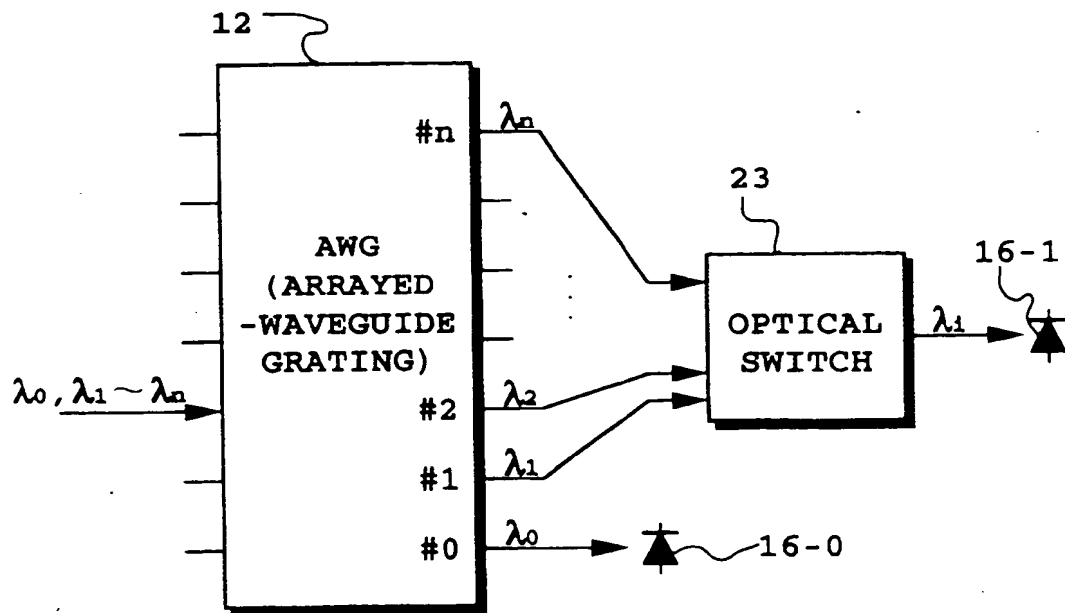 12
#n
λn
23
AWG
(ARRAYED
-WAVEGUIDE
GRATING)
16-1
OPTICAL
SWITCH
λi
λ0, λ1~λn
#2
λ2
#1
λ1
#0
λ0
16-0